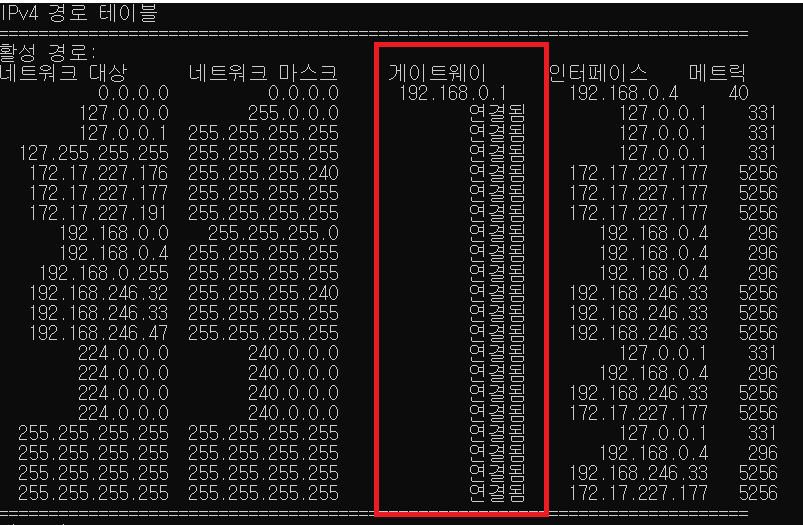 IPv4 경로 테이블
===========================================================================
활성 경로:
네트워크 대상 네트워크 마스크 게이트웨이 인터페이스 메트릭
0.0.0.0 0.0.0.0 192.168.0.1 192.168.0.4 40
127.0.0.0 255.0.0.0 연결됨 127.0.0.1 331
127.0.0.1 255.255.255.255 연결됨 127.0.0.1 331
127.255.255.255 255.255.255.255 연결됨 127.0.0.1 331
172.17.227.176 255.255.255.240 연결됨 172.17.227.177 5256
172.17.227.177 255.255.255.255 연결됨 172.17.227.177 5256
172.17.227.191 255.255.255.255 연결됨 172.17.227.177 5256
192.168.0.0 255.255.255.0 연결됨 192.168.0.4 296
192.168.0.4 255.255.255.255 연결됨 192.168.0.4 296
192.168.0.255 255.255.255.255 연결됨 192.168.0.4 296
192.168.246.32 255.255.255.240 연결됨 192.168.246.33 5256
192.168.246.33 255.255.255.255 연결됨 192.168.246.33 5256
192.168.246.47 255.255.255.255 연결됨 192.168.246.33 5256
224.0.0.0 240.0.0.0 연결됨 127.0.0.1 331
224.0.0.0 240.0.0.0 연결됨 192.168.0.4 296
224.0.0.0 240.0.0.0 연결됨 192.168.246.33 5256
224.0.0.0 240.0.0.0 연결됨 172.17.227.177 5256
255.255.255.255 255.255.255.255 연결됨 127.0.0.1 331
255.255.255.255 255.255.255.255 연결됨 192.168.0.4 296
255.255.255.255 255.255.255.255 연결됨 192.168.246.33 5256
255.255.255.255 255.255.255.255 연결됨 172.17.227.177 5256
===========================================================================